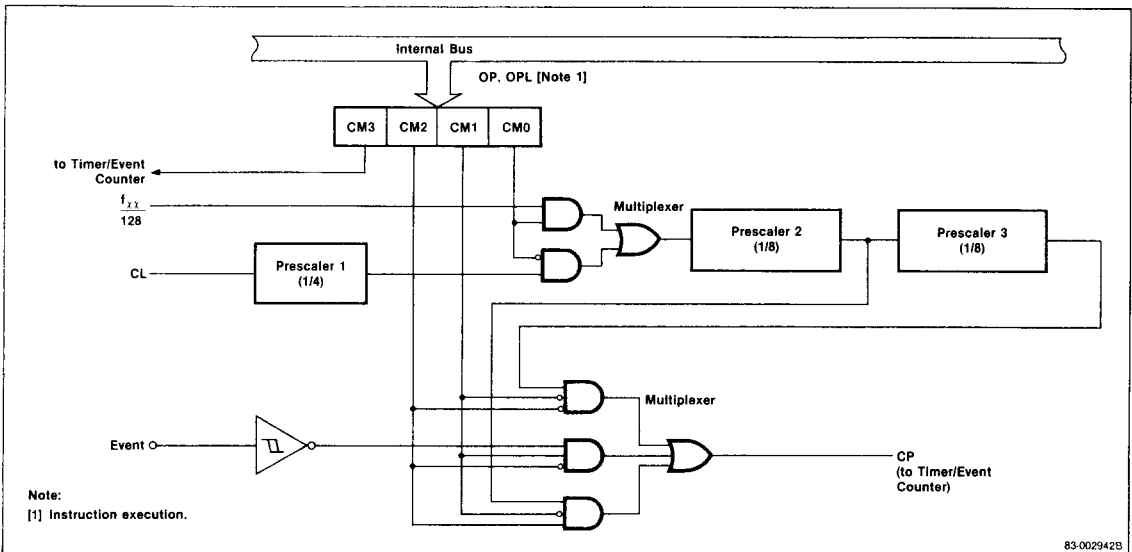 Internal Bus
OP, OPL [Note 1]
CM3 CM2 CM1 CM0
to Timer/Event
Counter
fχχ
128
Multiplexer
Prescaler 2
(1/8)
Prescaler 3
(1/8)
CL
Prescaler 1
(1/4)
Multiplexer
Event
CP
(to Timer/Event
Counter)
Note:
[1] Instruction execution.
83-002942B